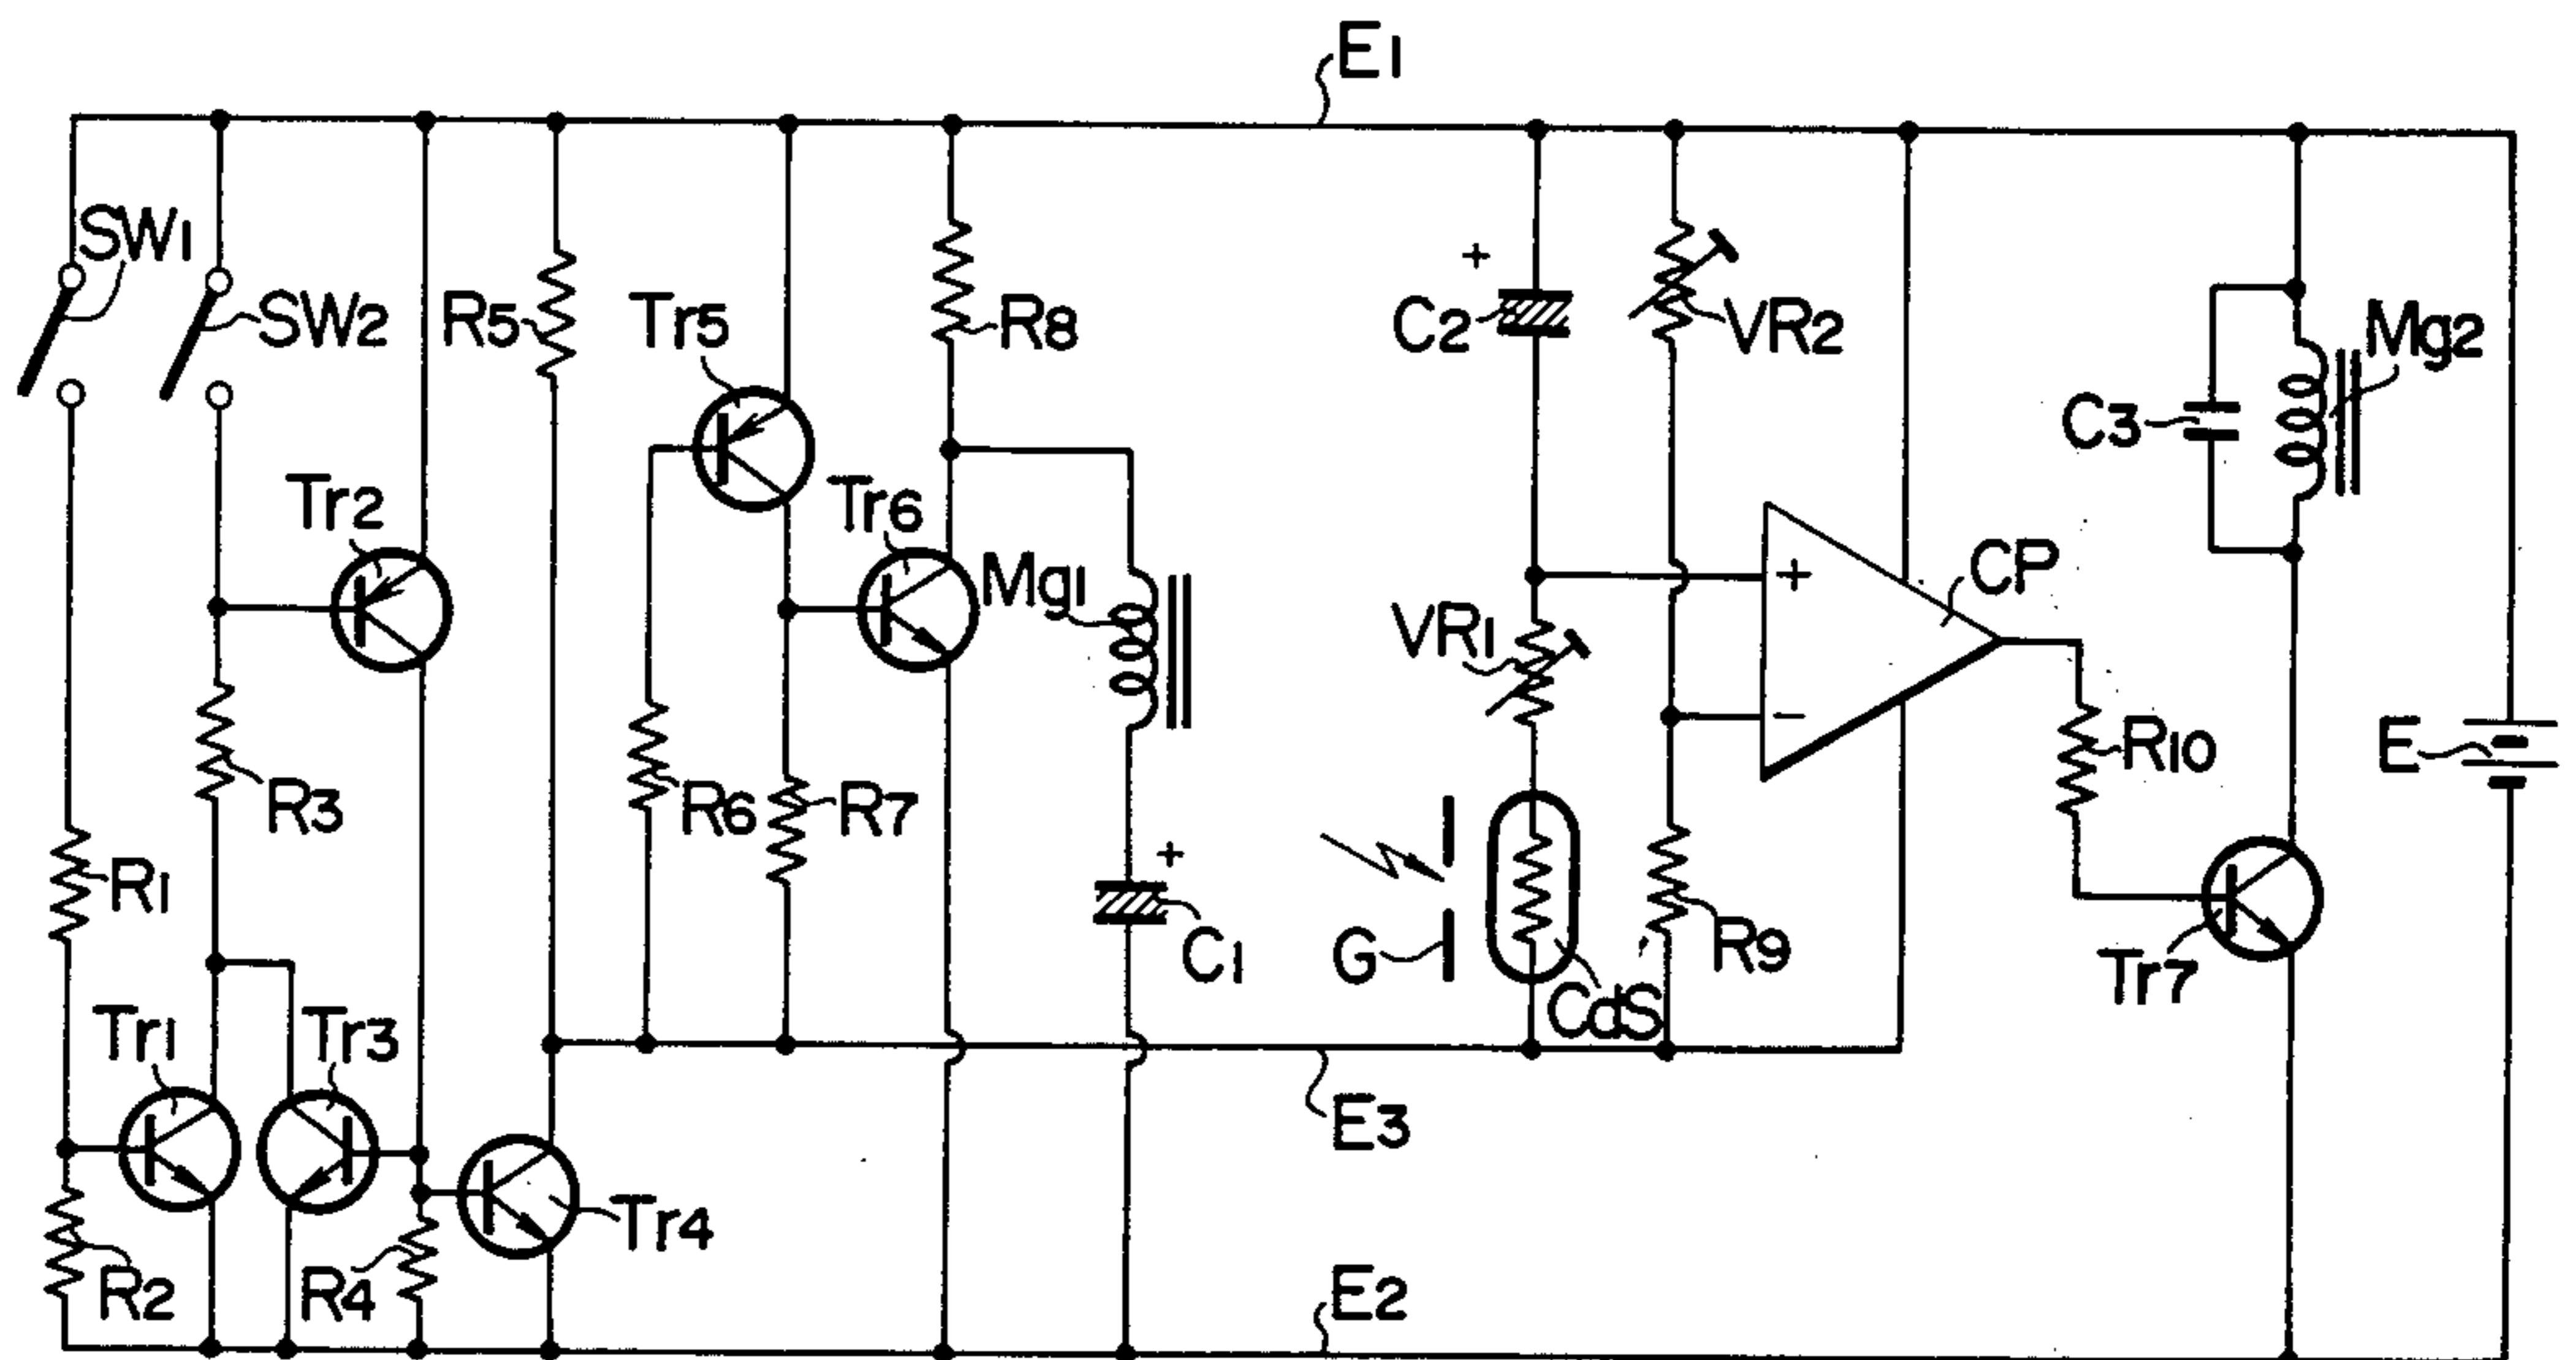 E1
SW1
SW2
R5
Tr5
R8
C2
+
VR2
Mg2
C3
Tr2
Tr6
Mg1
+
CP
VR1
−
R10
E
R3
R6
R7
+
R1
C1
G
CdS
R9
Tr7
Tr1
Tr3
E3
Tr4
R2
R4
E2